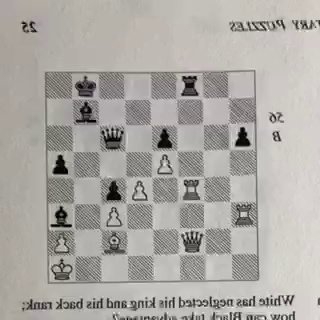 TARY PUZZLES 25
56
B
White has neglected his king and his back rank;
how can Black take advantage?